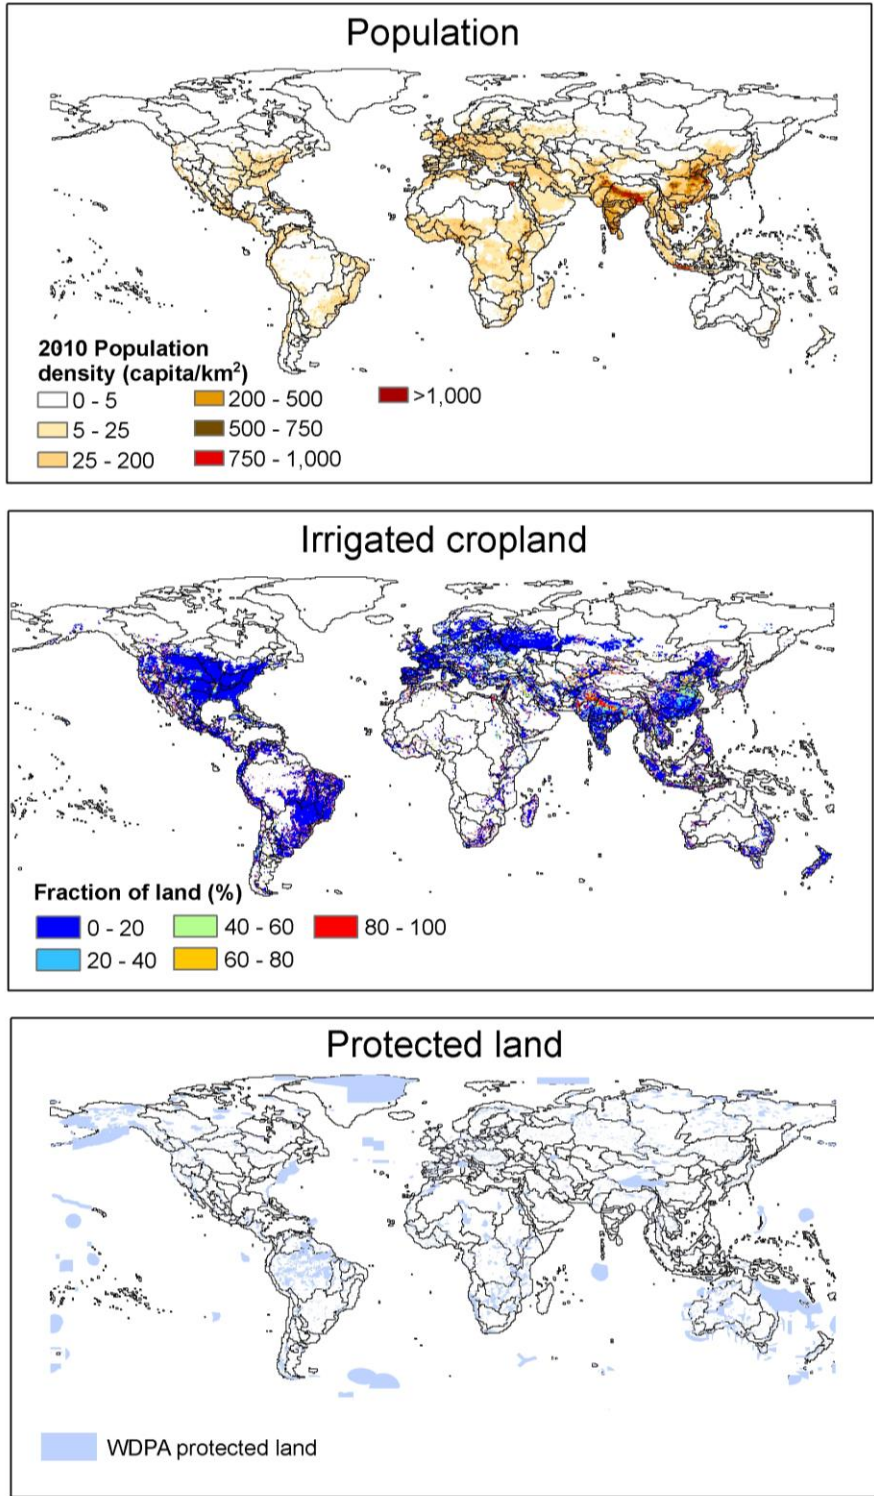 Population
2010 Population
density (capita/km²)
0 - 5
200 - 500
>1,000
5 - 25
500 - 750
25 - 200
750 - 1,000
Irrigated cropland
Fraction of land (%)
0 - 20
40 - 60
80 - 100
20 - 40
60 - 80
Protected land
WDPA protected land